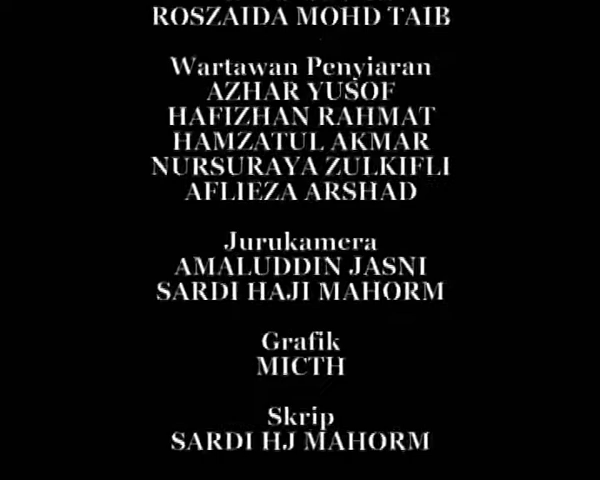 ROSZAIDA MOHD TAIB
Wartawan Penyiaran
AZHAR YUSOF
HAFIZHAN RAHMAT
HAMZATUL AKMAR
NURSURAYA ZULKIFLI
AFLIEZA ARSHAD
Jurukamera
AMALUDDIN JASNI
SARDI HAJI MAHORM
Grafik
MICTH
Skrip
SARDI HJ MAHORM